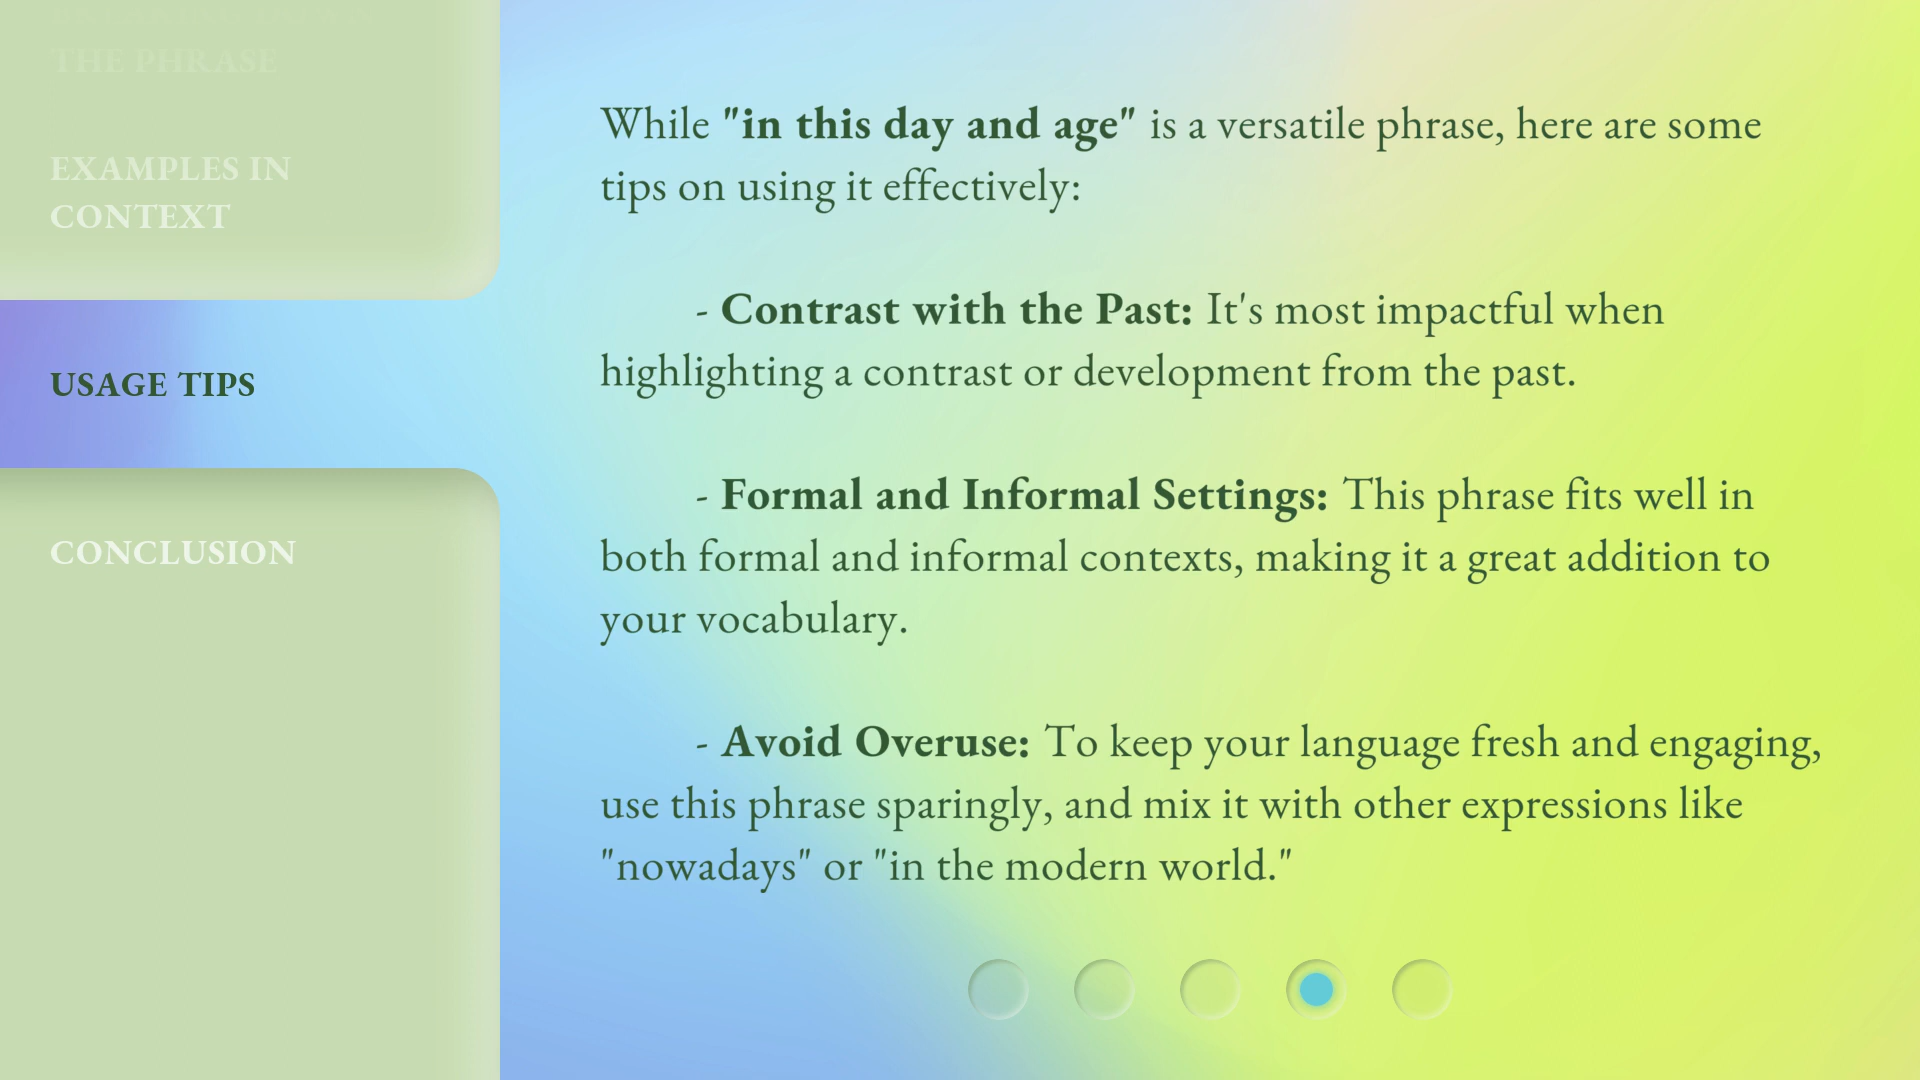 BREAKING DOWN
THE PHRASE
EXAMPLES IN
CONTEXT
USAGE TIPS
CONCLUSION
While "in this day and age" is a versatile phrase, here are some
tips on using it effectively:
- Contrast with the Past: It's most impactful when
highlighting a contrast or development from the past.
- Formal and Informal Settings: This phrase fits well in
both formal and informal contexts, making it a great addition to
your vocabulary.
- Avoid Overuse: To keep your language fresh and engaging,
use this phrase sparingly, and mix it with other expressions like
"nowadays" or "in the modern world."